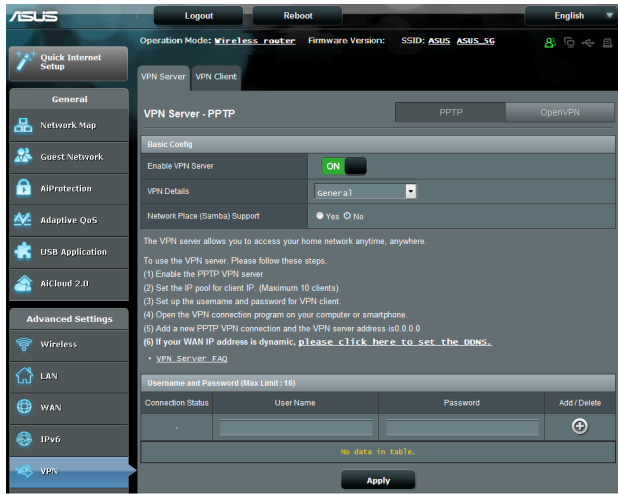 ASUS
Logout
Reboot
English
Operation Mode: Wireless router Firmware Version: SSID: ASUS ASUS_5G
Quick Internet
Setup
General
Network Map
Guest Network
AiProtection
Adaptive QoS
USB Application
AiCloud 2.0
Advanced Settings
Wireless
LAN
WAN
IPv6
VPN
VPN Server
VPN Client
VPN Server - PPTP
PPTP
OpenVPN
Basic Config
Enable VPN Server
ON
VPN Details
General
Network Place (Samba) Support
Yes No
The VPN server allows you to access your home network anytime, anywhere.
To use the VPN server. Please follow these steps.
(1) Enable the PPTP VPN server
(2) Set the IP pool for client IP. (Maximum 10 clients)
(3) Set up the username and password for VPN client.
(4) Open the VPN connection program on your computer or smartphone.
(5) Add a new PPTP VPN connection and the VPN server address is0.0.0.0
(6) If your WAN IP address is dynamic, please click here to set the DDNS.
• VPN Server FAQ
Username and Password (Max Limit : 16)
Connection Status User Name Password Add / Delete
-
No data in table.
Apply